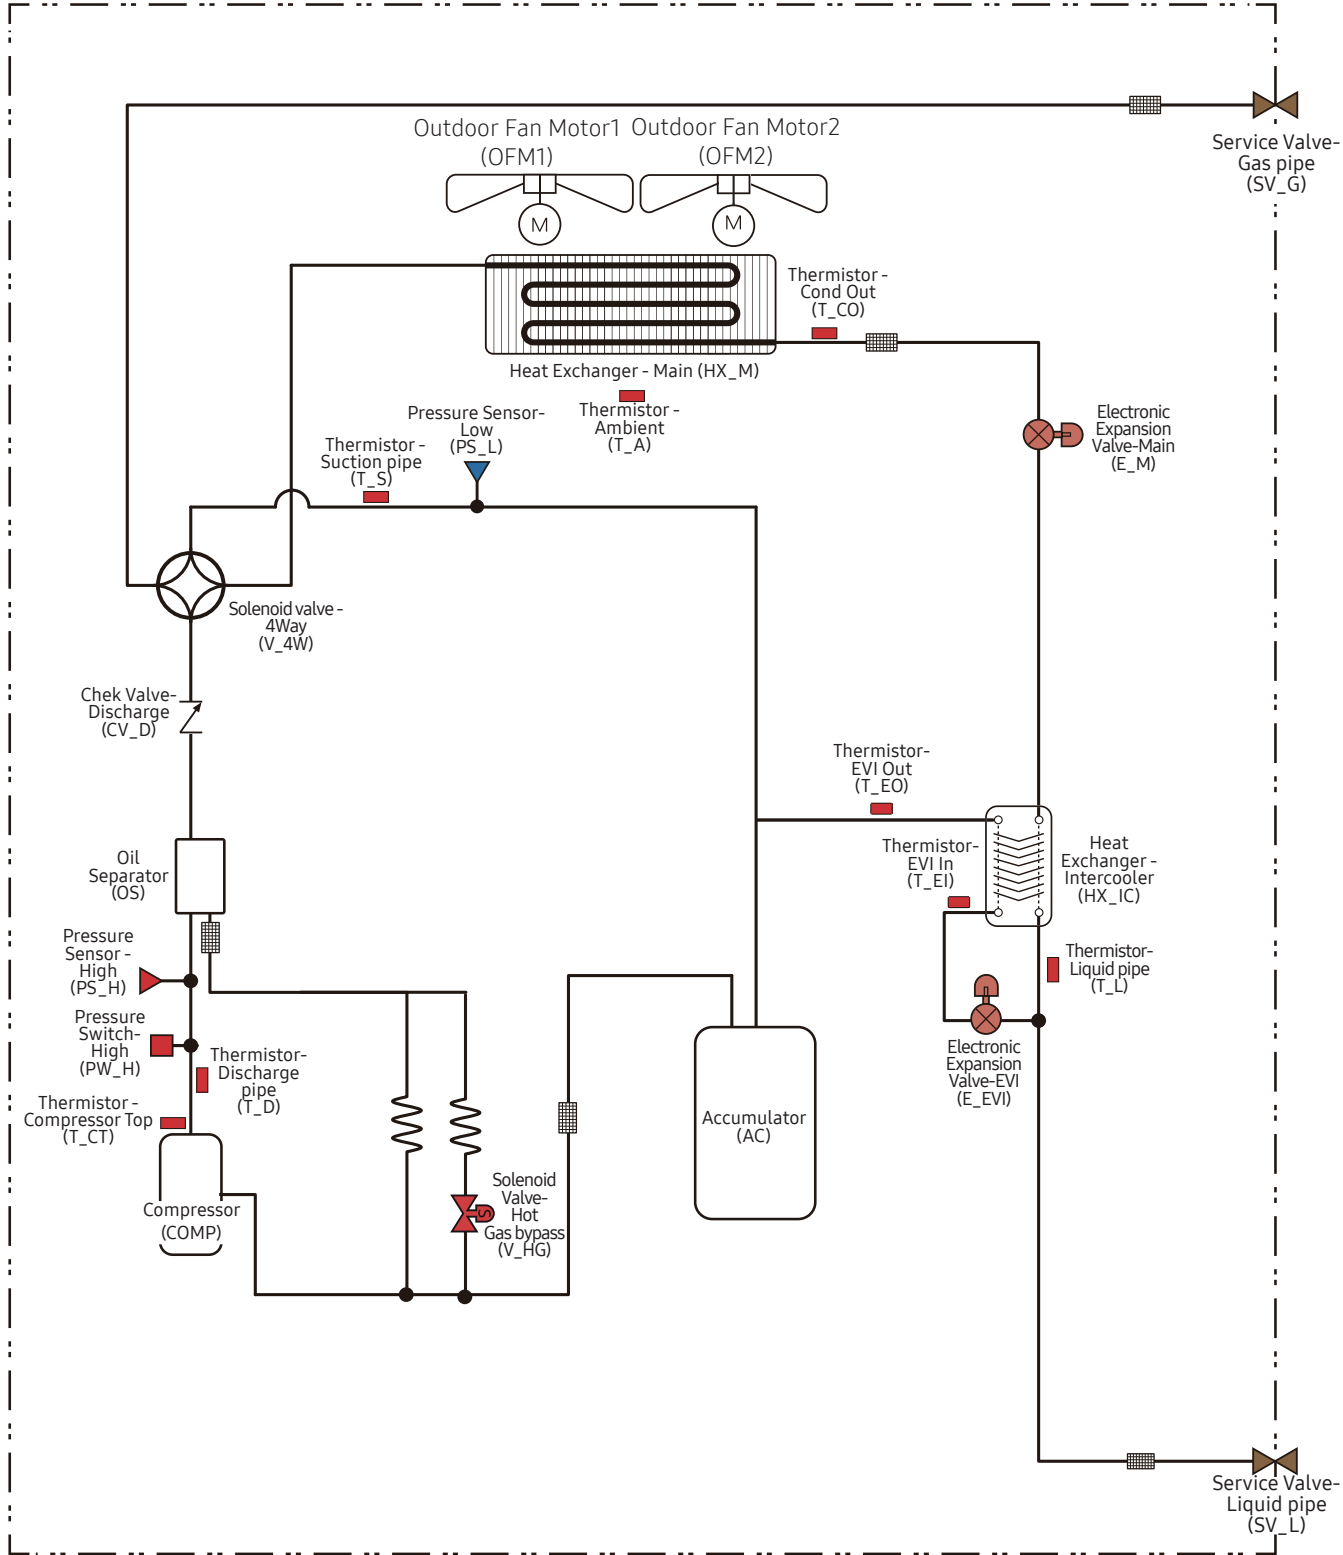 Outdoor Fan Motor1
(OFM1)
Outdoor Fan Motor2
(OFM2)
Service Valve-
Gas pipe
(SV_G)
M
M
Thermistor -
Cond Out
(T_CO)
Heat Exchanger - Main (HX_M)
Thermistor -
Ambient
(T_A)
Pressure Sensor-
Low
(PS_L)
Thermistor -
Suction pipe
(T_S)
Electronic
Expansion
Valve-Main
(E_M)
Solenoid valve -
4Way
(V_4W)
Chek Valve-
Discharge
(CV_D)
Thermistor-
EVI Out
(T_EO)
Thermistor-
EVI In
(T_EI)
Heat
Exchanger -
Intercooler
(HX_IC)
Oil
Separator
(OS)
Pressure
Sensor -
High
(PS_H)
Thermistor-
Liquid pipe
(T_L)
Pressure
Switch-
High
(PW_H)
Thermistor-
Discharge
pipe
(T_D)
Electronic
Expansion
Valve-EVI
(E_EVI)
Thermistor -
Compressor Top
(T_CT)
Accumulator
(AC)
Compressor
(COMP)
Solenoid
Valve-
Hot
Gas bypass
(V_HG)
S
Service Valve-
Liquid pipe
(SV_L)